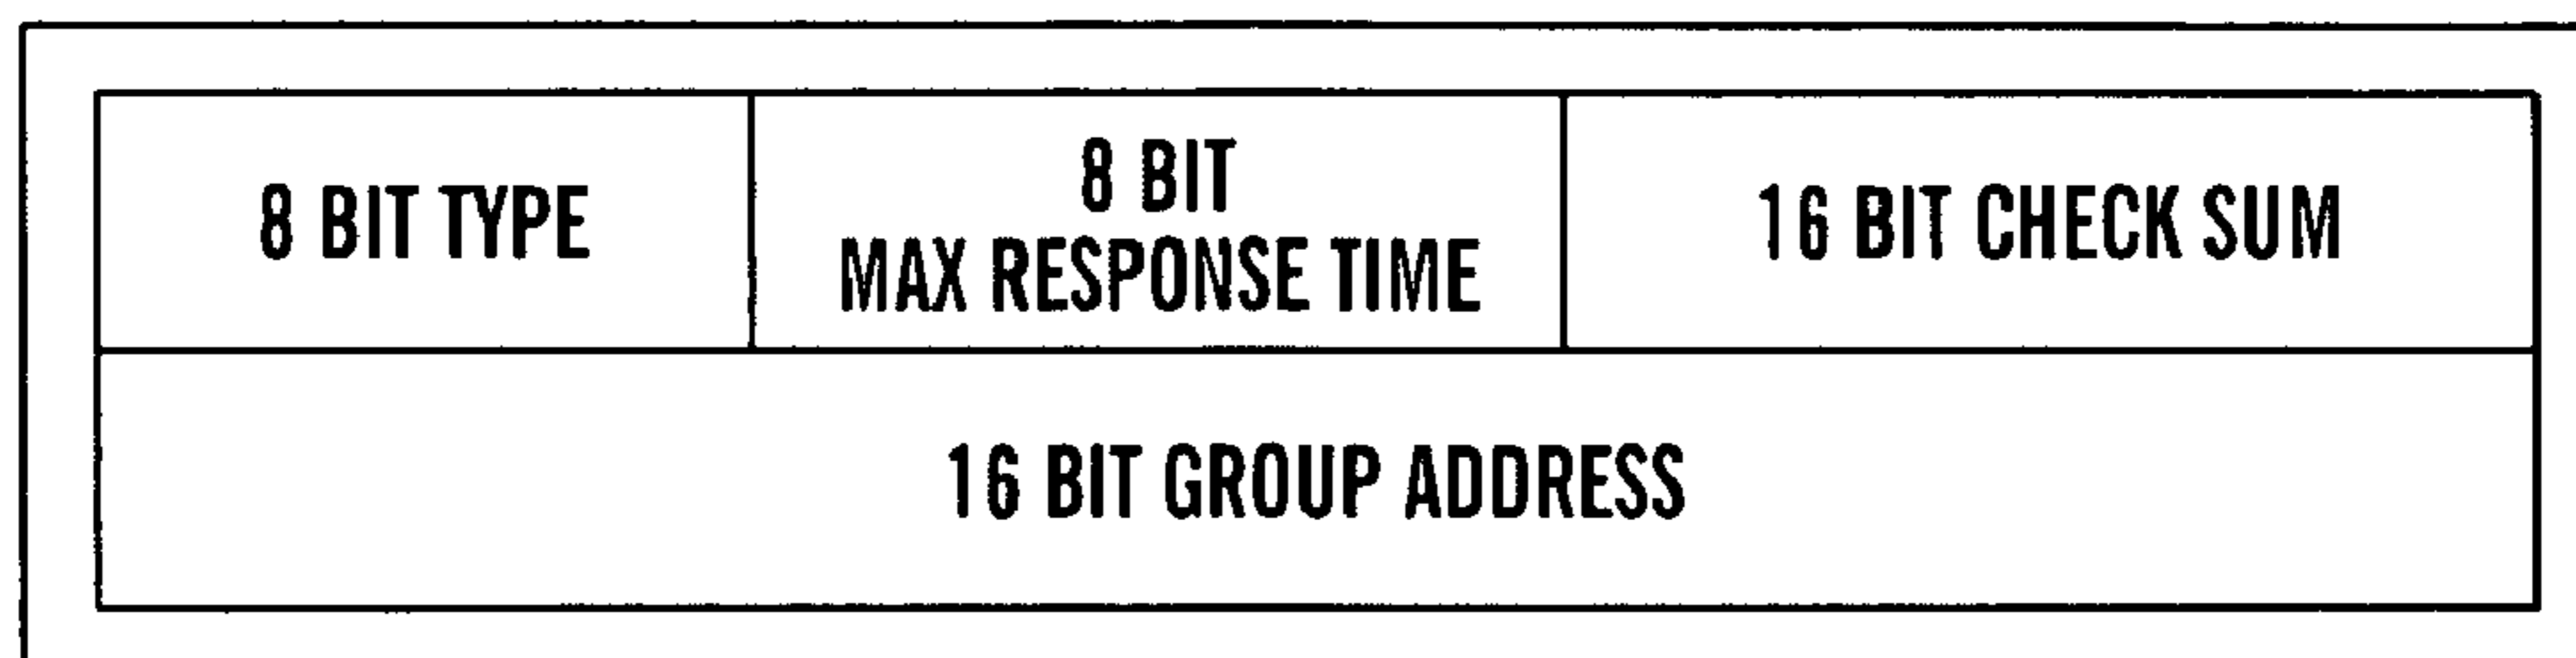 8 BIT TYPE
8 BIT
MAX RESPONSE TIME
16 BIT CHECK SUM
16 BIT GROUP ADDRESS